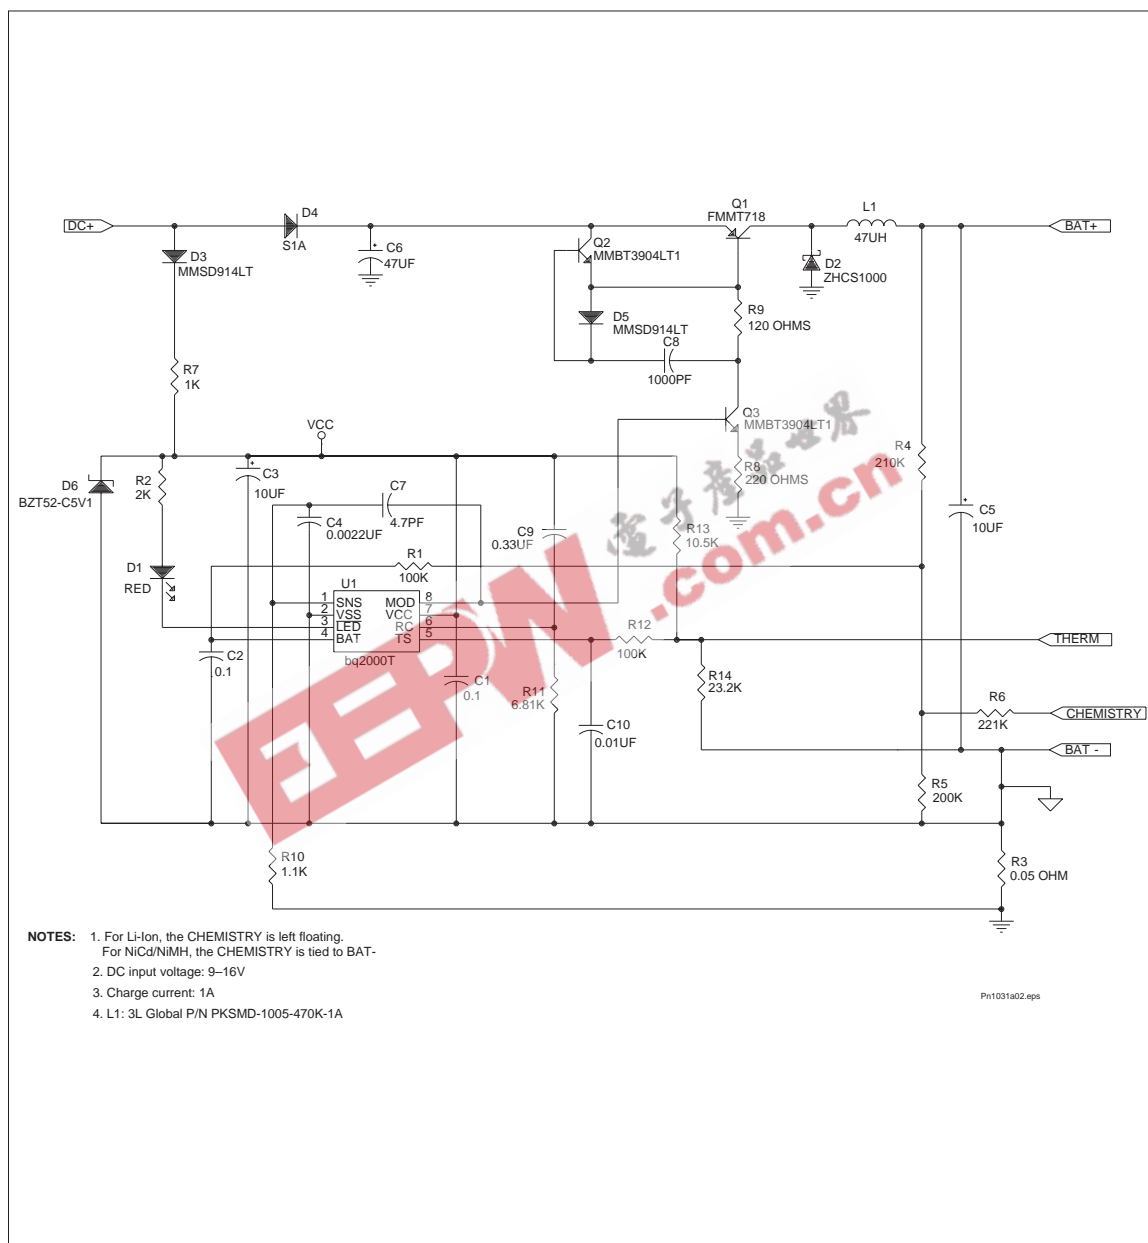 DC+
D4
S1A
D3
MMSD914LT
C6
47UF
Q2
MMBT3904LT1
Q1
FMMT718
L1
47UH
BAT+
D2
ZHCS1000
D5
MMSD914LT
R9
120 OHMS
C8
1000PF
R7
1K
VCC
Q3
MMBT3904LT1
R4
210K
D6
BZT52-C5V1
R2
2K
C3
10UF
C7
4.7PF
C4
0.0022UF
C9
0.33UF
R8
220 OHMS
R13
10.5K
C5
10UF
電子產品世界
EEPW.com.cn
D1
RED
R1
100K
U1
1 SNS MOD 8
2 VSS VCC 7
3 LED RC 6
4 BAT TS 5
bq2000T
C2
0.1
C1
0.1
R11
6.81K
R12
100K
THERM
R14
23.2K
C10
0.01UF
R6
221K
CHEMISTRY
BAT -
R5
200K
R10
1.1K
R3
0.05 OHM
NOTES: 1. For Li-Ion, the CHEMISTRY is left floating.
For NiCd/NiMH, the CHEMISTRY is tied to BAT-
2. DC input voltage: 9–16V
3. Charge current: 1A
4. L1: 3L Global P/N PKSMD-1005-470K-1A
Pn1031a02.eps